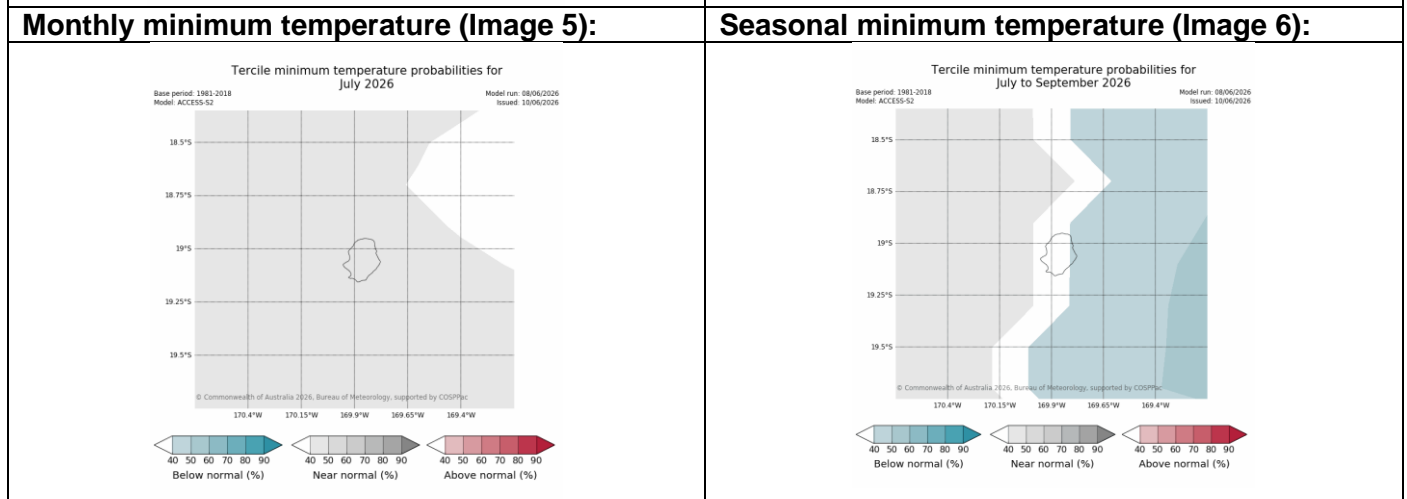 Monthly minimum temperature (Image 5):
Tercile minimum temperature probabilities for
July 2026
Base period: 1981-2018
Model: ACCESS-S2
Model run: 08/06/2026
Issued: 10/06/2026
18.5°S
18.75°S
19°S
19.25°S
19.5°S
© Commonwealth of Australia 2026, Bureau of Meteorology, supported by COSPPac
170.4°W 170.15°W 169.9°W 169.65°W 169.4°W
40 50 60 70 80 90 40 50 60 70 80 90 40 50 60 70 80 90
Below normal (%) Near normal (%) Above normal (%)
Seasonal minimum temperature (Image 6):
Tercile minimum temperature probabilities for
July to September 2026
Base period: 1981-2018
Model: ACCESS-S2
Model run: 08/06/2026
Issued: 10/06/2026
18.5°S
18.75°S
19°S
19.25°S
19.5°S
© Commonwealth of Australia 2026, Bureau of Meteorology, supported by COSPPac
170.4°W 170.15°W 169.9°W 169.65°W 169.4°W
40 50 60 70 80 90 40 50 60 70 80 90 40 50 60 70 80 90
Below normal (%) Near normal (%) Above normal (%)